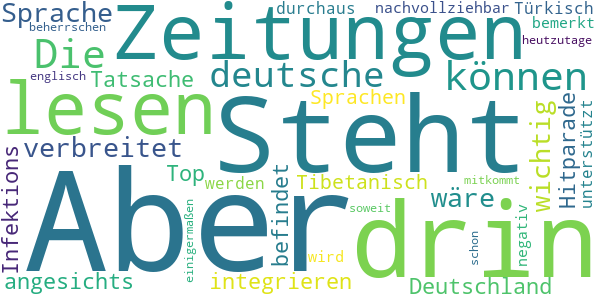 Sprache
beherrschen
Zeitungen
durchaus
nachvollziehbar
Türkisch
bemerkt
heutzutage
Die
deutsche
können
englisch
Tatsache
Sprachen
lesen
Steht
wichtig
Hitparade
unterstützt
verbreitet
Infektions
Top
werden
befindet
Tibetanisch
mitkommt
wäre
Aber
drin
einigermaßen
soweit
schon
negativ
wird
angesichts
integrieren
Deutschland